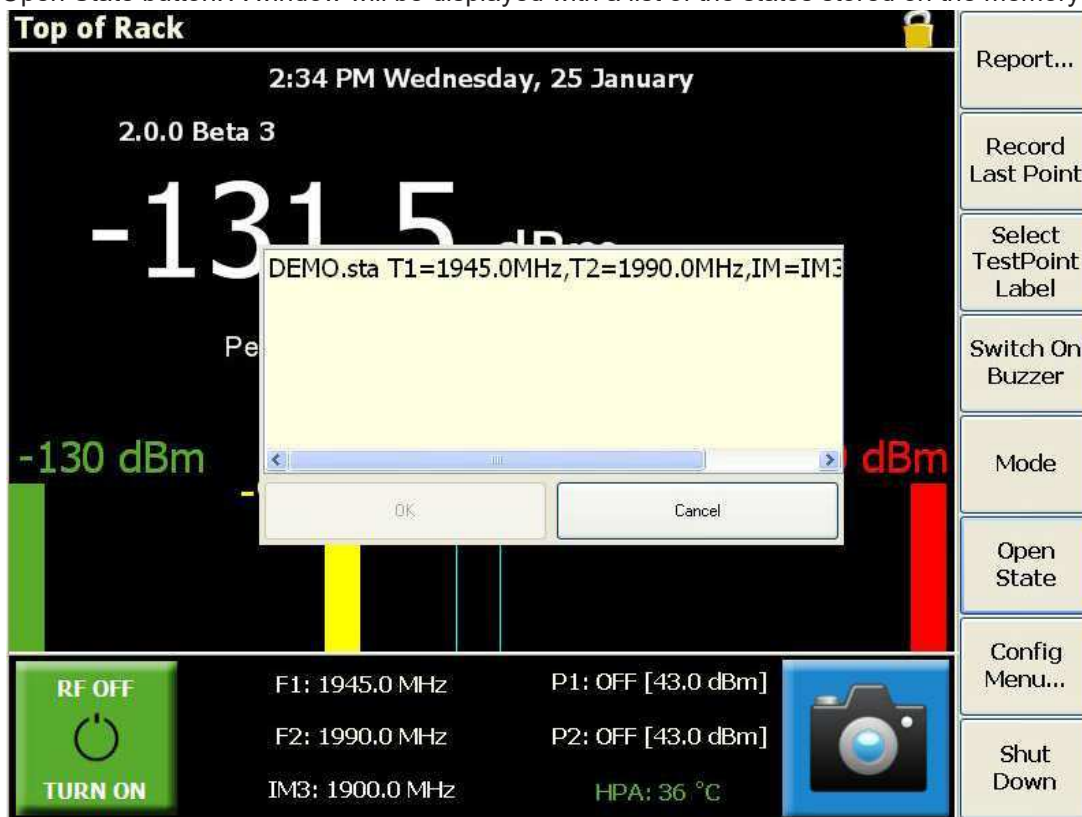 Open State button. A window will be displayed with a list of the states stored on the memory
Top of Rack
2:34 PM Wednesday, 25 January
2.0.0 Beta 3
-131.5 dBm
DEMO.sta T1=1945.0MHz,T2=1990.0MHz,IM=IM3
Pe
-130 dBm
dBm
OK
Cancel
RF OFF
TURN ON
F1: 1945.0 MHz
F2: 1990.0 MHz
IM3: 1900.0 MHz
P1: OFF [43.0 dBm]
P2: OFF [43.0 dBm]
HPA: 36 °C
Report...
Record
Last Point
Select
TestPoint
Label
Switch On
Buzzer
Mode
Open
State
Config
Menu...
Shut
Down